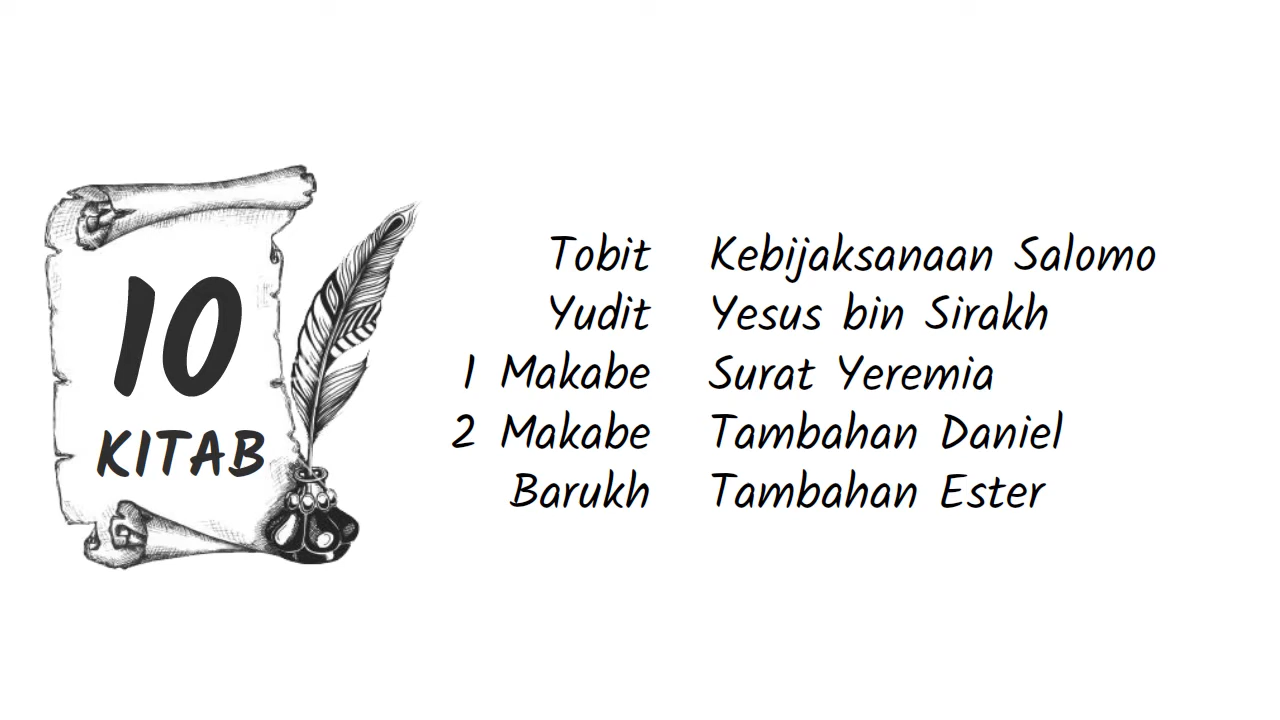 10
KITAB
Tobit
Yudit
1 Makabe
2 Makabe
Barukh
Kebijaksanaan Salomo
Yesus bin Sirakh
Surat Yeremia
Tambahan Daniel
Tambahan Ester